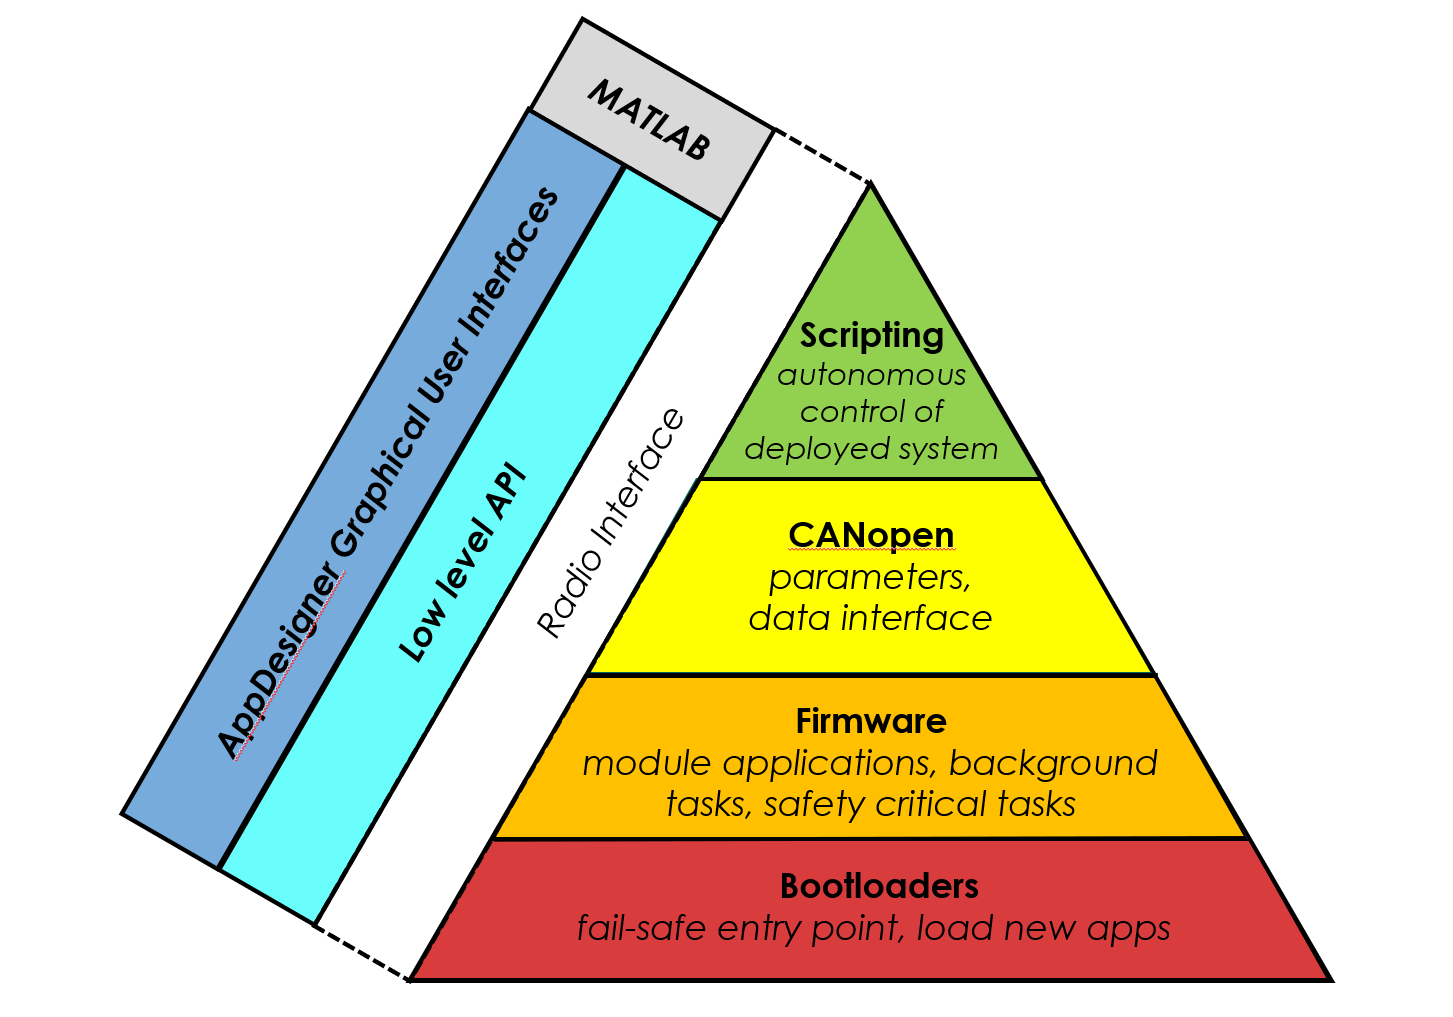 MATLAB
AppDesigner Graphical User Interfaces
Low level API
Radio Interface
Scripting
autonomous
control of
deployed system
CANopen
parameters,
data interface
Firmware
module applications, background
tasks, safety critical tasks
Bootloaders
fail-safe entry point, load new apps